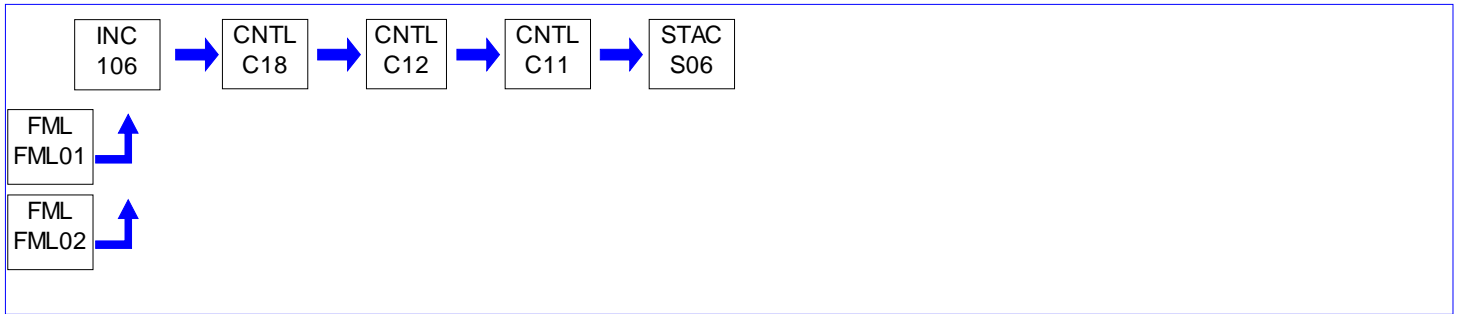 INC
106
CNTL
C18
CNTL
C12
CNTL
C11
STAC
S06
FML
FML01
FML
FML02